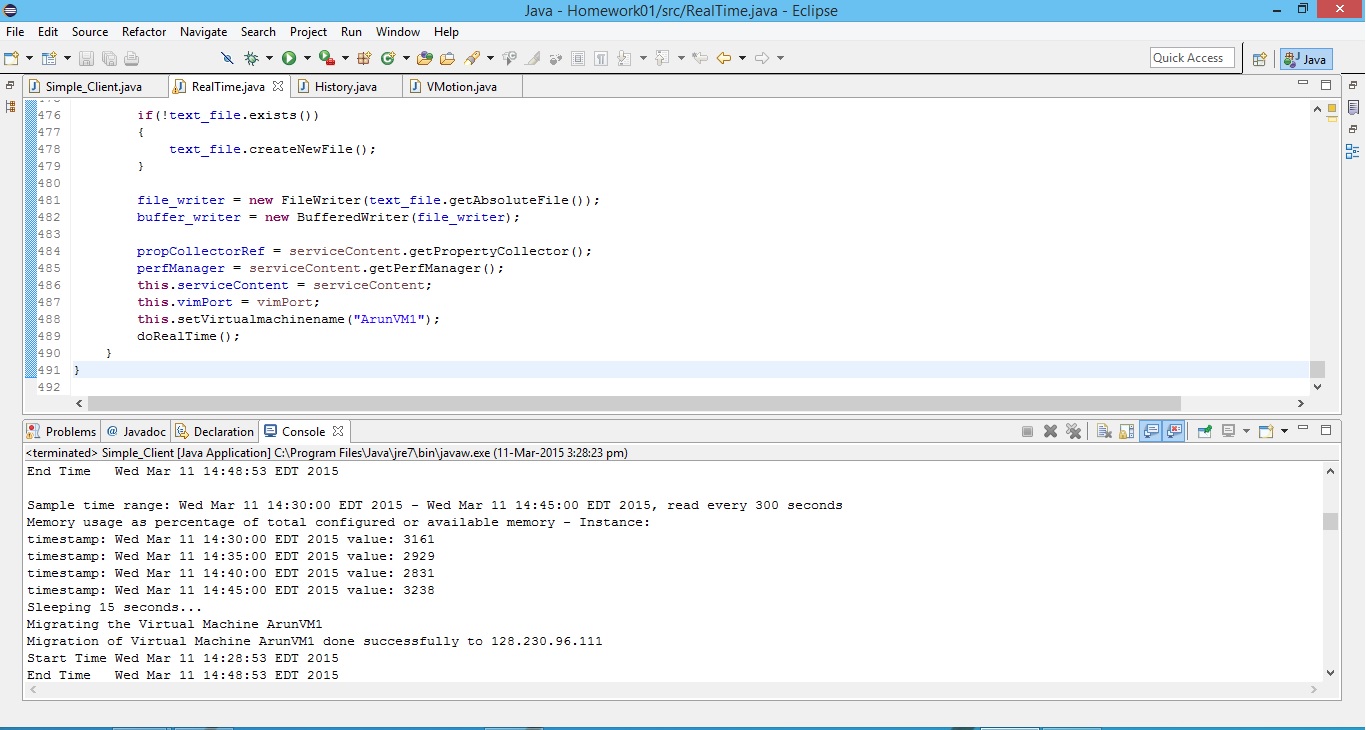 Java - Homework01/src/RealTime.java - Eclipse
File Edit Source Refactor Navigate Search Project Run Window Help
Quick Access
Java
Simple_Client.java RealTime.java History.java VMotion.java
476 if(!text_file.exists())
477 {
478 text_file.createNewFile();
479 }
480
481 file_writer = new FileWriter(text_file.getAbsoluteFile());
482 buffer_writer = new BufferedWriter(file_writer);
483
484 propCollectorRef = serviceContent.getPropertyCollector();
485 perfManager = serviceContent.getPerfManager();
486 this.serviceContent = serviceContent;
487 this.vimPort = vimPort;
488 this.setVirtualmachinename("ArunVM1");
489 doRealTime();
490 }
491 }
492
Problems @ Javadoc Declaration Console
<terminated> Simple_Client [Java Application] C:\Program Files\Java\jre7\bin\javaw.exe (11-Mar-2015 3:28:23 pm)
End Time Wed Mar 11 14:48:53 EDT 2015
Sample time range: Wed Mar 11 14:30:00 EDT 2015 - Wed Mar 11 14:45:00 EDT 2015, read every 300 seconds
Memory usage as percentage of total configured or available memory - Instance:
timestamp: Wed Mar 11 14:30:00 EDT 2015 value: 3161
timestamp: Wed Mar 11 14:35:00 EDT 2015 value: 2929
timestamp: Wed Mar 11 14:40:00 EDT 2015 value: 2831
timestamp: Wed Mar 11 14:45:00 EDT 2015 value: 3238
Sleeping 15 seconds...
Migrating the Virtual Machine ArunVM1
Migration of Virtual Machine ArunVM1 done successfully to 128.230.96.111
Start Time Wed Mar 11 14:28:53 EDT 2015
End Time Wed Mar 11 14:48:53 EDT 2015